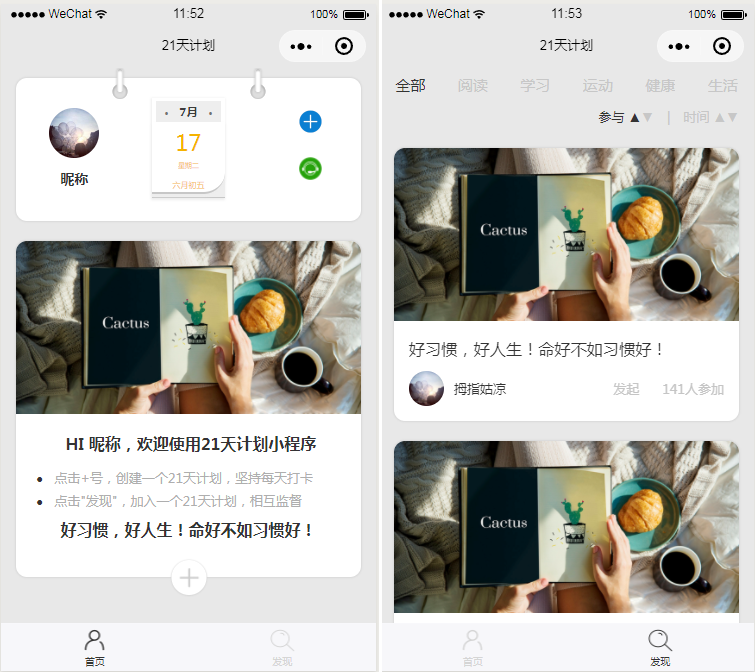 ●●●●● WeChat 11:52 100%
21天计划
7月
17
星期二
六月初五
昵称
Cactus
HI 昵称，欢迎使用21天计划小程序
点击+号，创建一个21天计划，坚持每天打卡
点击"发现"，加入一个21天计划，相互监督
好习惯，好人生！命好不如习惯好！
首页 发现
●●●●● WeChat 11:53 100%
21天计划
全部 阅读 学习 运动 健康 生活
参与 ▲▼ | 时间 ▲▼
Cactus
好习惯，好人生！命好不如习惯好！
拇指姑凉 发起 141人参加
Cactus
首页 发现